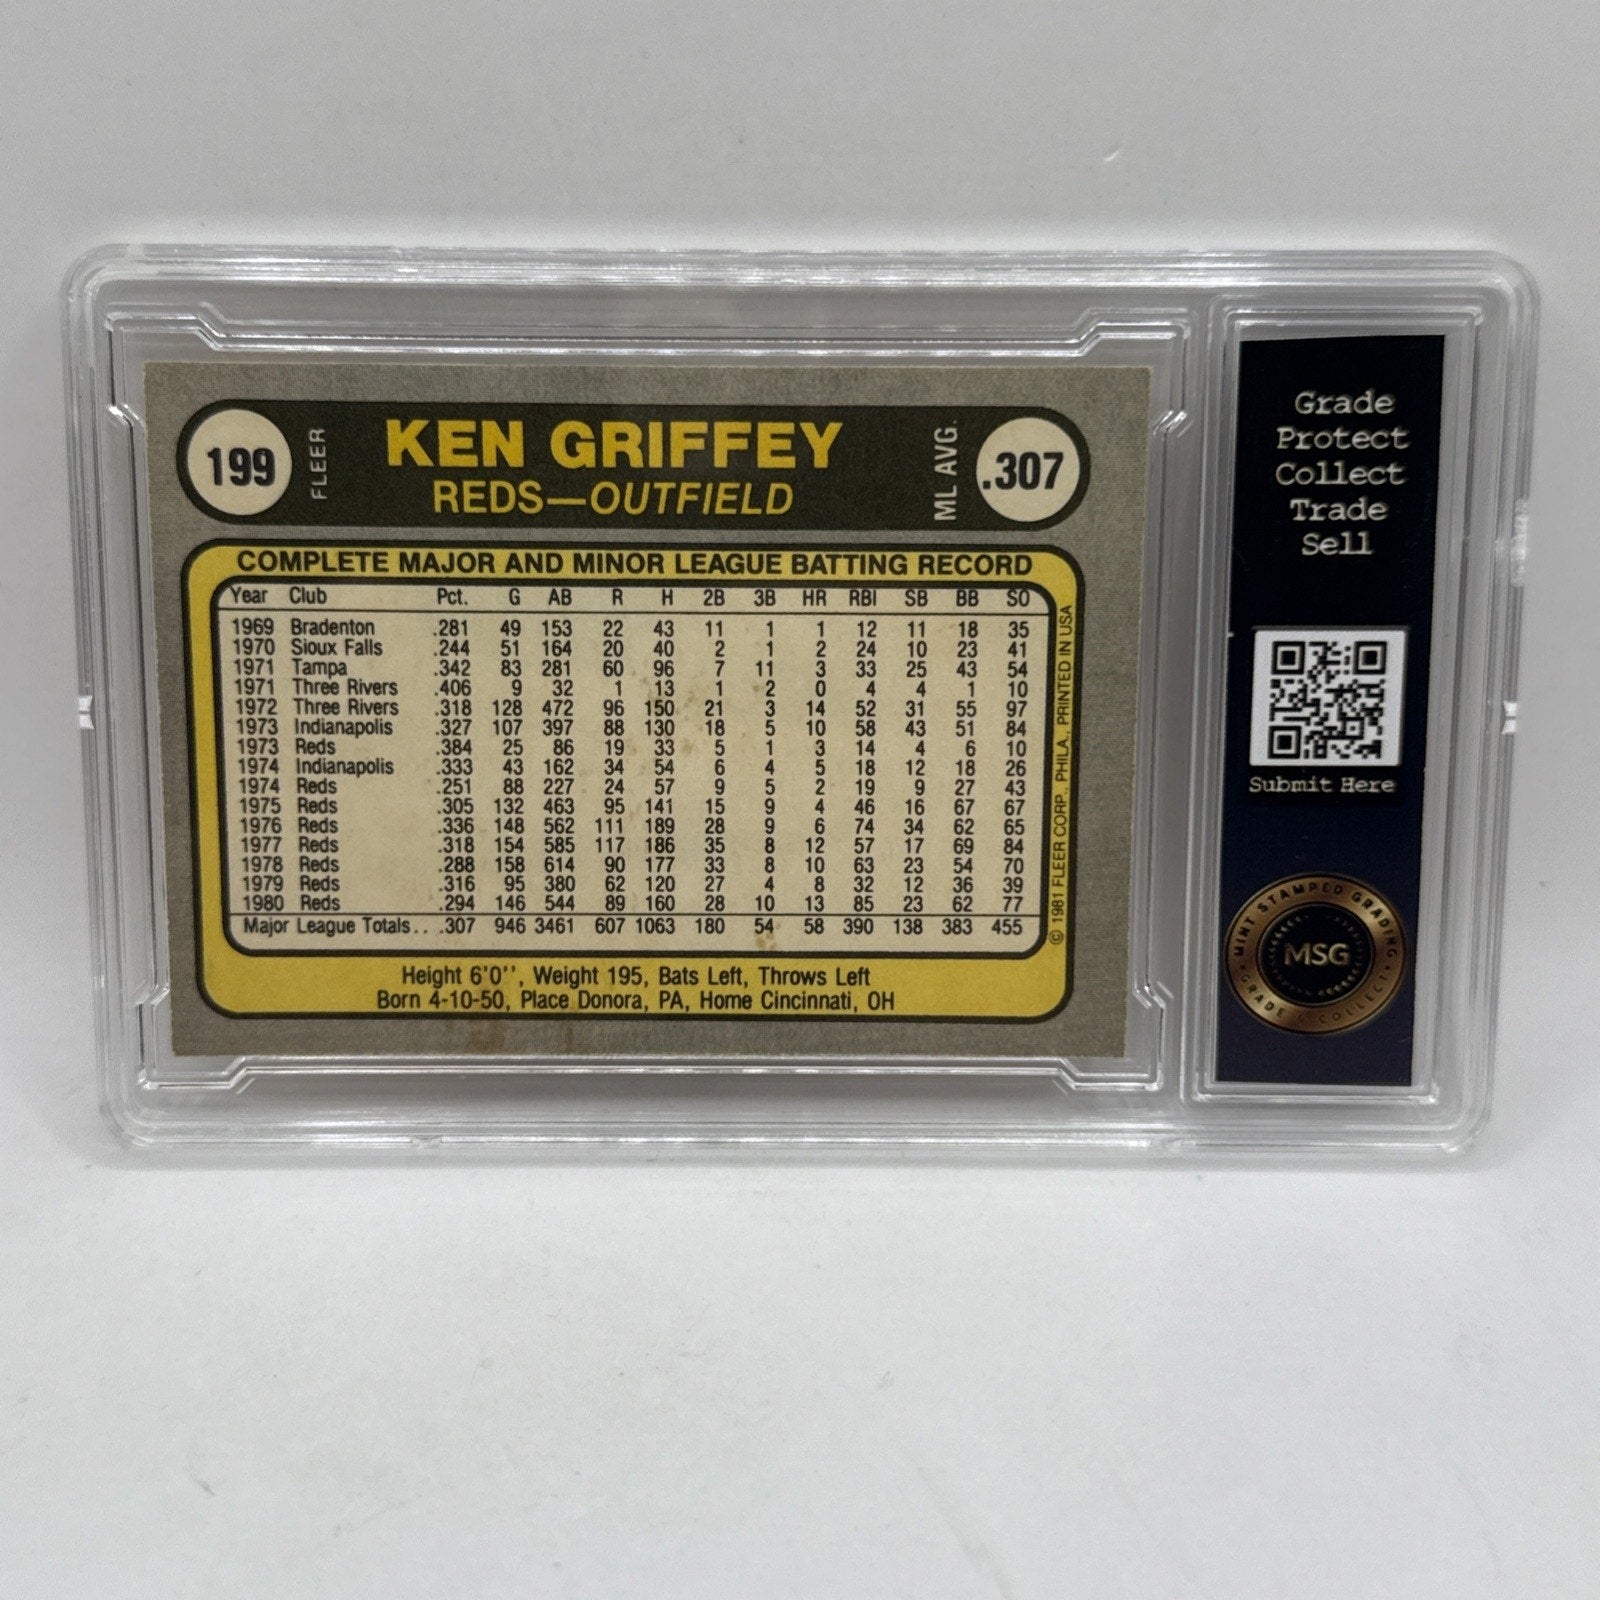 199 FLEER KEN GRIFFEY ML AVG. .307
REDS—OUTFIELD
COMPLETE MAJOR AND MINOR LEAGUE BATTING RECORD
Year Club Pct. G AB R H 2B 3B HR RBI SB BB SO
1969 Bradenton .281 49 153 22 43 11 1 1 12 11 18 35
1970 Sioux Falls .244 51 164 20 40 2 1 2 24 10 23 41
1971 Tampa .342 83 281 60 96 7 11 3 33 25 43 54
1971 Three Rivers .406 9 32 1 13 1 2 0 4 4 1 10
1972 Three Rivers .318 128 472 96 150 21 3 14 52 31 55 97
1973 Indianapolis .327 107 397 88 130 18 5 10 58 43 51 84
1973 Reds .384 25 86 19 33 5 1 3 14 4 6 10
1974 Indianapolis .333 43 162 34 54 6 4 5 18 12 18 26
1974 Reds .251 88 227 24 57 9 5 2 19 9 27 43
1975 Reds .305 132 463 95 141 15 9 4 46 16 67 67
1976 Reds .336 148 562 111 189 28 9 6 74 34 62 65
1977 Reds .318 154 585 117 186 35 8 12 57 17 69 84
1978 Reds .288 158 614 90 177 33 8 10 63 23 54 70
1979 Reds .316 95 380 62 120 27 4 8 32 12 36 39
1980 Reds .294 146 544 89 160 28 10 13 85 23 62 77
Major League Totals.. .307 946 3461 607 1063 180 54 58 390 138 383 455
Height 6'0'', Weight 195, Bats Left, Throws Left
Born 4-10-50, Place Donora, PA, Home Cincinnati, OH
© 1981 FLEER CORP., PHILA., PRINTED IN USA
Grade
Protect
Collect
Trade
Sell
Submit Here
MINT STAMPED GRADING
MSG
GRADE & COLLECT